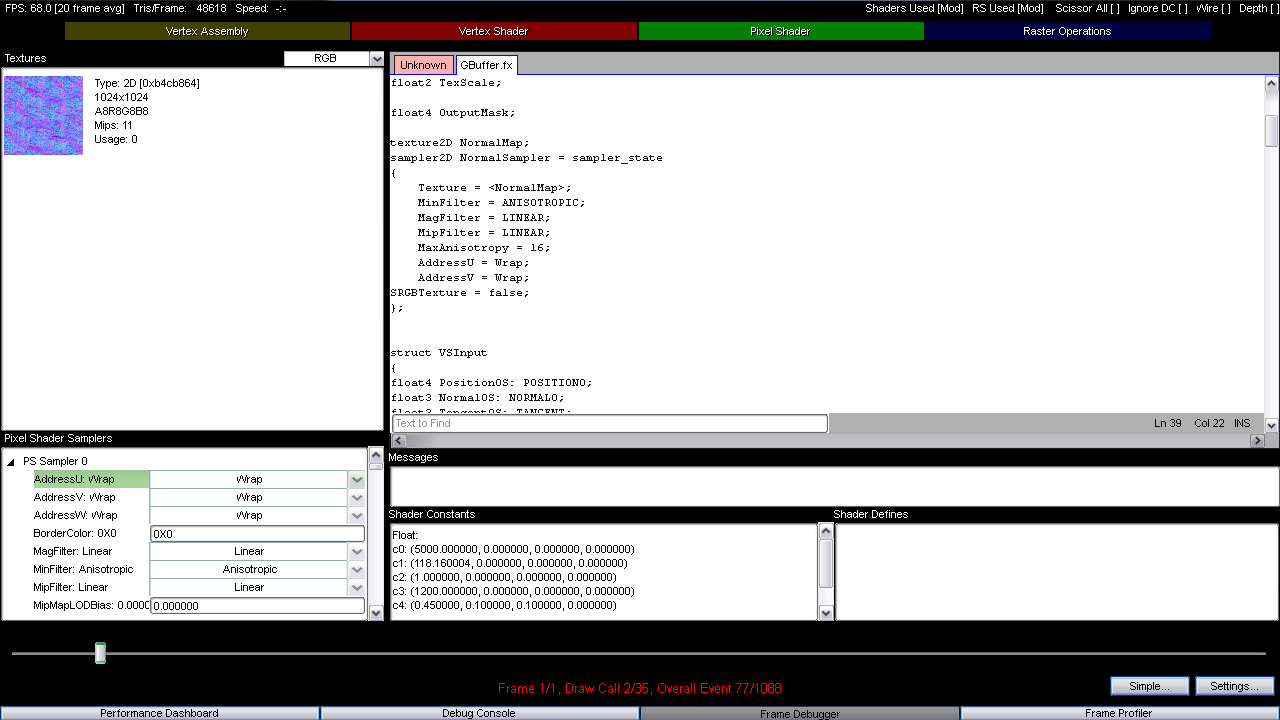 FPS: 68.0 [20 frame avg] Tris/Frame: 48618 Speed: -:- Shaders Used [Mod] RS Used [Mod] Scissor All [ ] Ignore DC [ ] Wire [ ] Depth [ ]
Vertex Assembly Vertex Shader Pixel Shader Raster Operations
Textures RGB
Type: 2D [0xb4cb864]
1024x1024
A8R8G8B8
Mips: 11
Usage: 0
Unknown GBuffer.fx
float2 TexScale;
float4 OutputMask;
texture2D NormalMap;
sampler2D NormalSampler = sampler_state
{
Texture = <NormalMap>;
MinFilter = ANISOTROPIC;
MagFilter = LINEAR;
MipFilter = LINEAR;
MaxAnisotropy = 16;
AddressU = Wrap;
AddressV = Wrap;
SRGBTexture = false;
};
struct VSInput
{
float4 PositionOS: POSITION0;
float3 NormalOS: NORMAL0;
float3 TangentOS: TANGENT;
Text to Find Ln 39 Col 22 INS
Pixel Shader Samplers
PS Sampler 0
AddressU: Wrap Wrap
AddressV: Wrap Wrap
AddressW: Wrap Wrap
BorderColor: 0X0 0X0
MagFilter: Linear Linear
MinFilter: Anisotropic Anisotropic
MipFilter: Linear Linear
MipMapLODBias: 0.000 0.000000
Messages
Shader Constants
Float:
c0: (5000.000000, 0.000000, 0.000000, 0.000000)
c1: (118.160004, 0.000000, 0.000000, 0.000000)
c2: (1.000000, 0.000000, 0.000000, 0.000000)
c3: (1200.000000, 0.000000, 0.000000, 0.000000)
c4: (0.450000, 0.100000, 0.100000, 0.000000)
Shader Defines
Frame 1/1, Draw Call 2/35, Overall Event 77/1088
Simple... Settings...
Performance Dashboard Debug Console Frame Debugger Frame Profiler